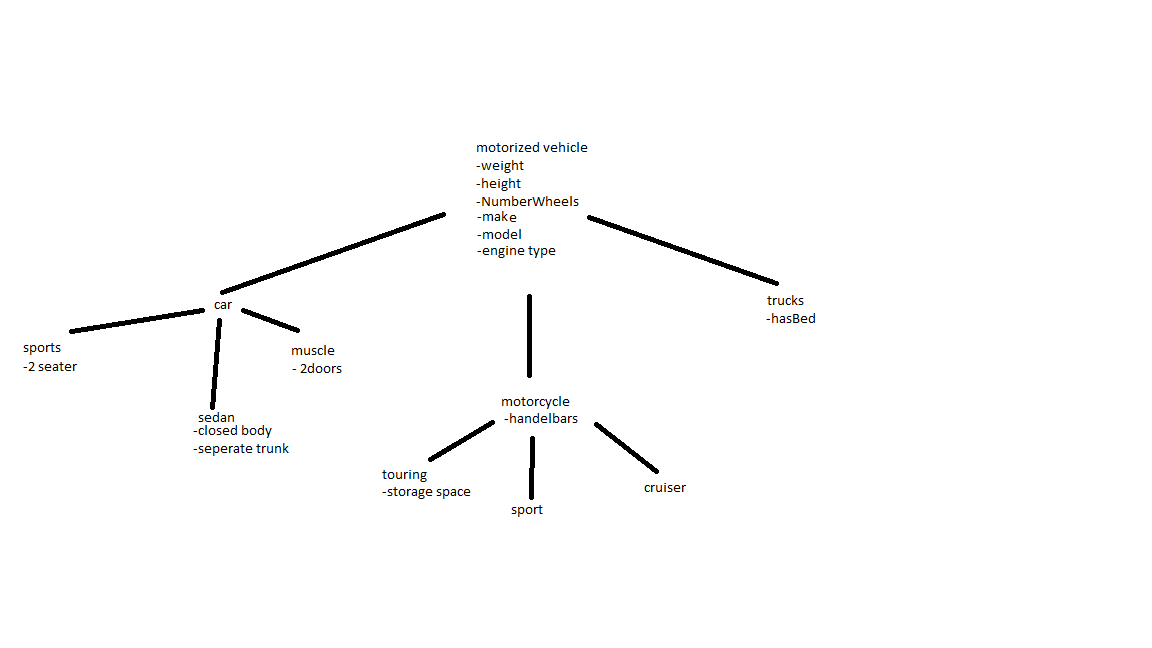 motorized vehicle
-weight
-height
-NumberWheels
-make
-model
-engine type
car
sports
-2 seater
sedan
-closed body
-seperate trunk
muscle
- 2doors
motorcycle
-handelbars
touring
-storage space
sport
cruiser
trucks
-hasBed